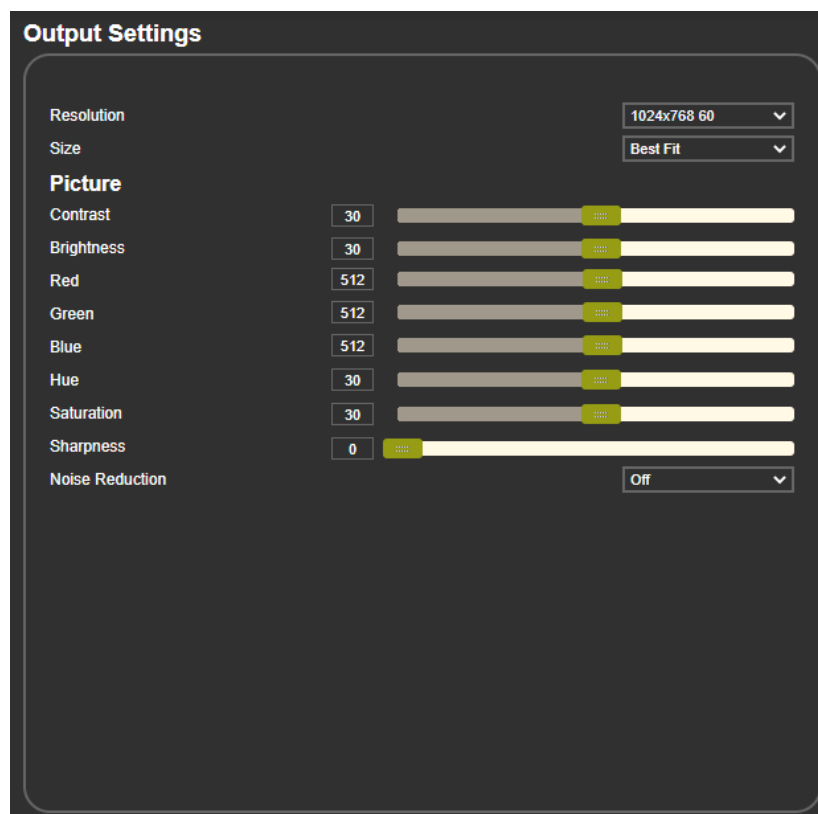 Output Settings
Resolution 1024x768 60
Size Best Fit
Picture
Contrast 30
Brightness 30
Red 512
Green 512
Blue 512
Hue 30
Saturation 30
Sharpness 0
Noise Reduction Off